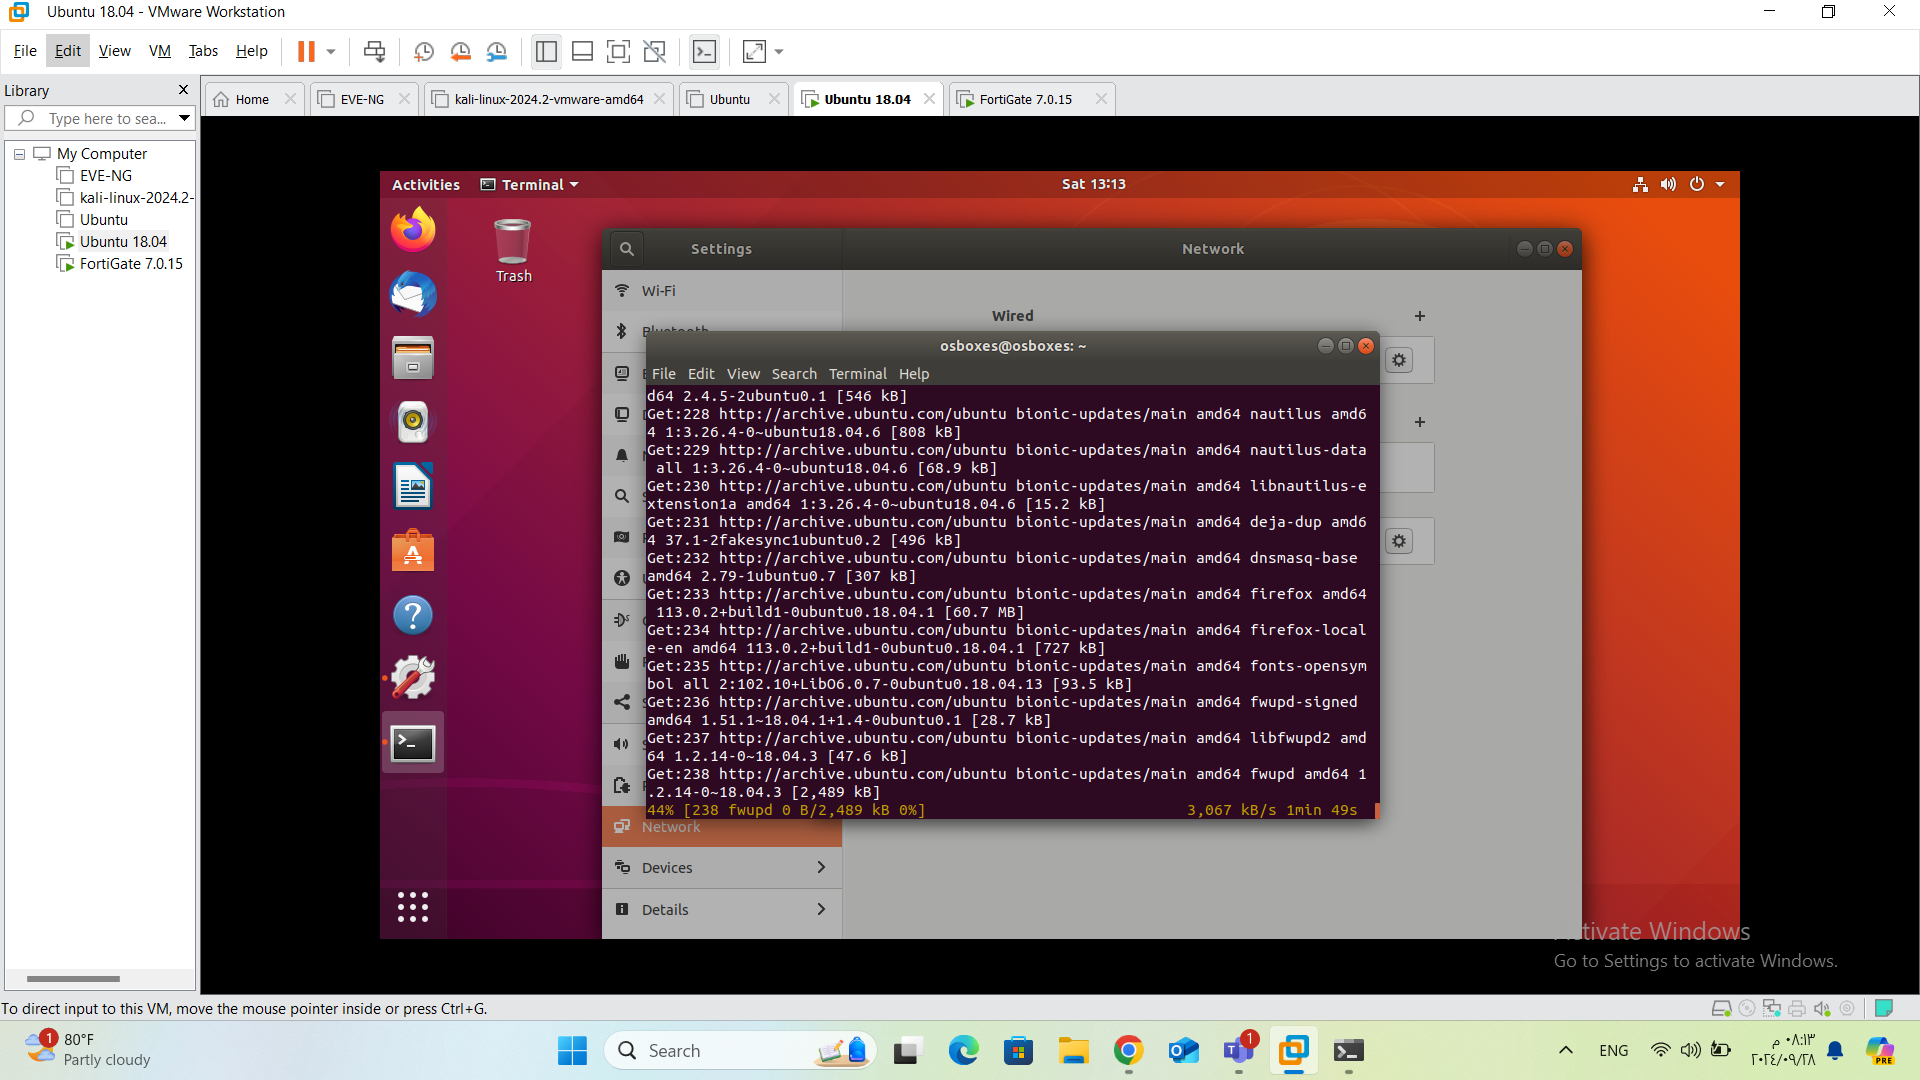 Ubuntu 18.04 - VMware Workstation
File Edit View VM Tabs Help
Library
Type here to sea...
Home
EVE-NG
kali-linux-2024.2-vmware-amd64
Ubuntu
Ubuntu 18.04
FortiGate 7.0.15
My Computer
EVE-NG
kali-linux-2024.2-
Ubuntu
Ubuntu 18.04
FortiGate 7.0.15
Activities
Terminal
Sat 13:13
Trash
Settings
Network
Wi-Fi
Bluetooth
Wired
osboxes@osboxes: ~
File Edit View Search Terminal Help
d64 2.4.5-2ubuntu0.1 [546 kB]
Get:228 http://archive.ubuntu.com/ubuntu bionic-updates/main amd64 nautilus amd6
4 1:3.26.4-0~ubuntu18.04.6 [808 kB]
Get:229 http://archive.ubuntu.com/ubuntu bionic-updates/main amd64 nautilus-data
all 1:3.26.4-0~ubuntu18.04.6 [68.9 kB]
Get:230 http://archive.ubuntu.com/ubuntu bionic-updates/main amd64 libnautilus-e
xtension1a amd64 1:3.26.4-0~ubuntu18.04.6 [15.2 kB]
Get:231 http://archive.ubuntu.com/ubuntu bionic-updates/main amd64 deja-dup amd6
4 37.1-2fakesync1ubuntu0.2 [496 kB]
Get:232 http://archive.ubuntu.com/ubuntu bionic-updates/main amd64 dnsmasq-base
amd64 2.79-1ubuntu0.7 [307 kB]
Get:233 http://archive.ubuntu.com/ubuntu bionic-updates/main amd64 firefox amd64
113.0.2+build1-0ubuntu0.18.04.1 [60.7 MB]
Get:234 http://archive.ubuntu.com/ubuntu bionic-updates/main amd64 firefox-local
e-en amd64 113.0.2+build1-0ubuntu0.18.04.1 [727 kB]
Get:235 http://archive.ubuntu.com/ubuntu bionic-updates/main amd64 fonts-opensym
bol all 2:102.10+LibO6.0.7-0ubuntu0.18.04.13 [93.5 kB]
Get:236 http://archive.ubuntu.com/ubuntu bionic-updates/main amd64 fwupd-signed
amd64 1.51.1~18.04.1+1.4-0ubuntu0.1 [28.7 kB]
Get:237 http://archive.ubuntu.com/ubuntu bionic-updates/main amd64 libfwupd2 amd
64 1.2.14-0~18.04.3 [47.6 kB]
Get:238 http://archive.ubuntu.com/ubuntu bionic-updates/main amd64 fwupd amd64 1
.2.14-0~18.04.3 [2,489 kB]
44% [238 fwupd 0 B/2,489 kB 0%] 3,067 kB/s 1min 49s
Network
Devices
Details
Activate Windows
Go to Settings to activate Windows.
To direct input to this VM, move the mouse pointer inside or press Ctrl+G.
1
80°F
Partly cloudy
Search
1
ENG
٠٨:١٣ م
٢٠٢٤/٠٩/٢٨
PRE